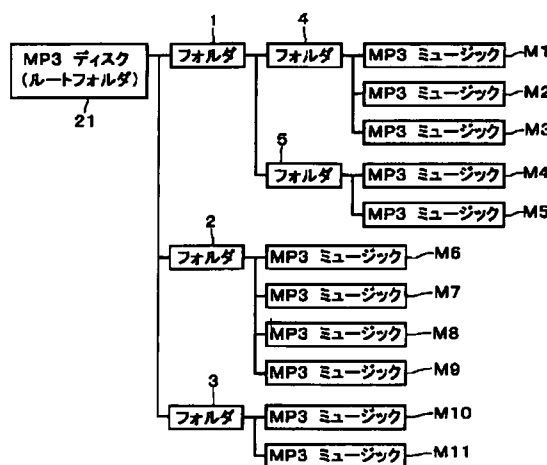 1
4
MP3 ディスク
(ルートフォルダ)
21
フォルダ
フォルダ
MP3 ミュージック
M1
MP3 ミュージック
M2
MP3 ミュージック
M3
5
フォルダ
MP3 ミュージック
M4
MP3 ミュージック
M5
2
フォルダ
MP3 ミュージック
M6
MP3 ミュージック
M7
MP3 ミュージック
M8
MP3 ミュージック
M9
3
フォルダ
MP3 ミュージック
M10
MP3 ミュージック
M11